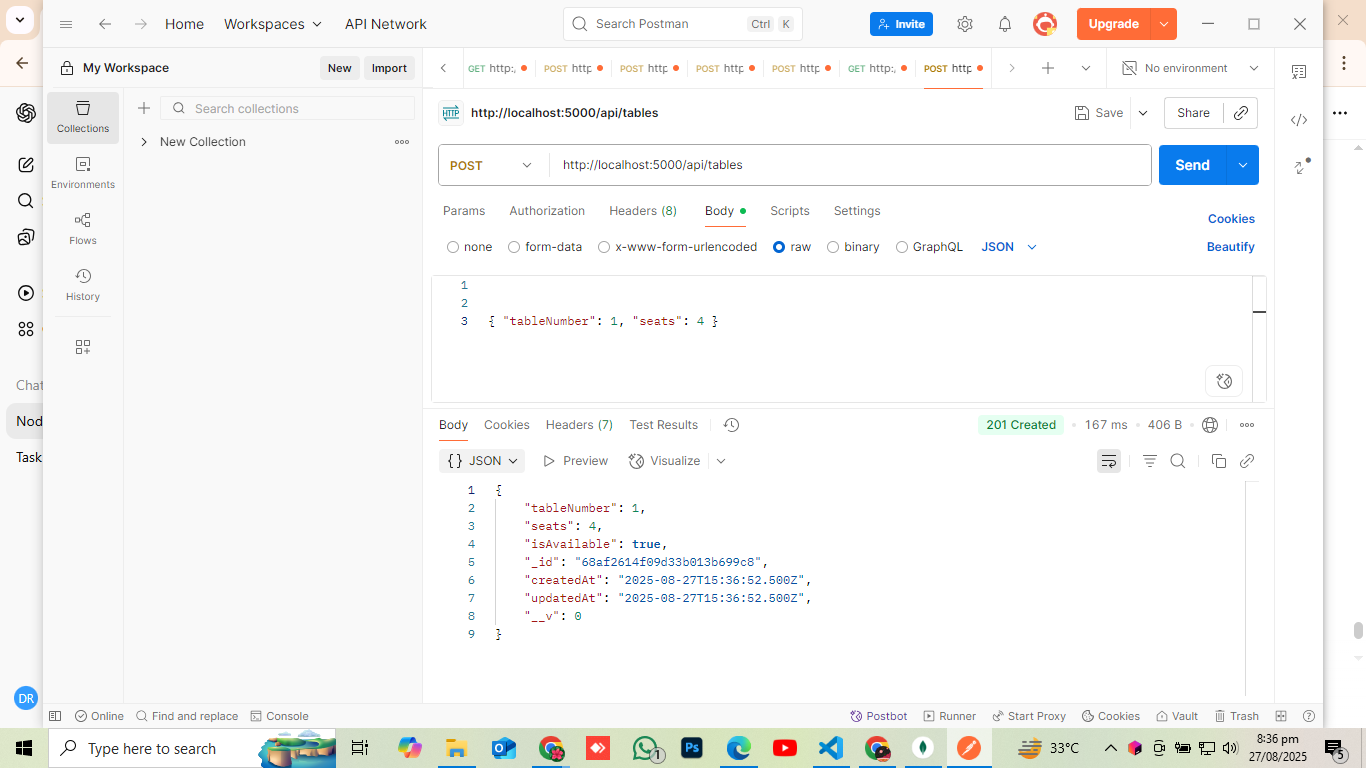 Home Workspaces API Network Search Postman Ctrl K Invite Upgrade
My Workspace New Import
GET http:, POST http POST http POST http POST http GET http:, POST http No environment
Collections
Environments
Flows
History
Search collections
New Collection
http://localhost:5000/api/tables Save Share
POST http://localhost:5000/api/tables Send
Params Authorization Headers (8) Body Scripts Settings Cookies
none form-data x-www-form-urlencoded raw binary GraphQL JSON Beautify
1
2
3 { "tableNumber": 1, "seats": 4 }
Body Cookies Headers (7) Test Results 201 Created 167 ms 406 B
{} JSON Preview Visualize
1 {
2 "tableNumber": 1,
3 "seats": 4,
4 "isAvailable": true,
5 "_id": "68af2614f09d33b013b699c8",
6 "createdAt": "2025-08-27T15:36:52.500Z",
7 "updatedAt": "2025-08-27T15:36:52.500Z",
8 "__v": 0
9 }
Chat
Nod
Task
DR
Online Find and replace Console Postbot Runner Start Proxy Cookies Vault Trash
Type here to search 1 Ps 33°C 8:36 pm
27/08/2025 5